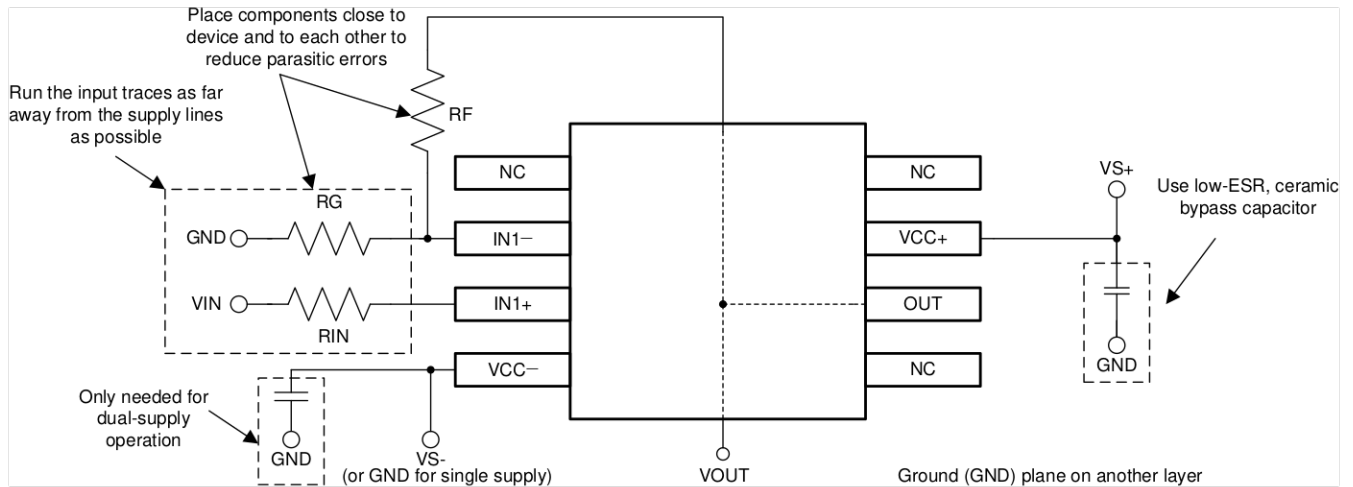 Place components close to
device and to each other to
reduce parasitic errors
Run the input traces as far
away from the supply lines
as possible
RF
NC
NC
VS+
Use low-ESR, ceramic
bypass capacitor
RG
GND
IN1−
VCC+
VIN
IN1+
OUT
RIN
VCC−
NC
GND
Only needed for
dual-supply
operation
GND
VS-
(or GND for single supply)
VOUT
Ground (GND) plane on another layer